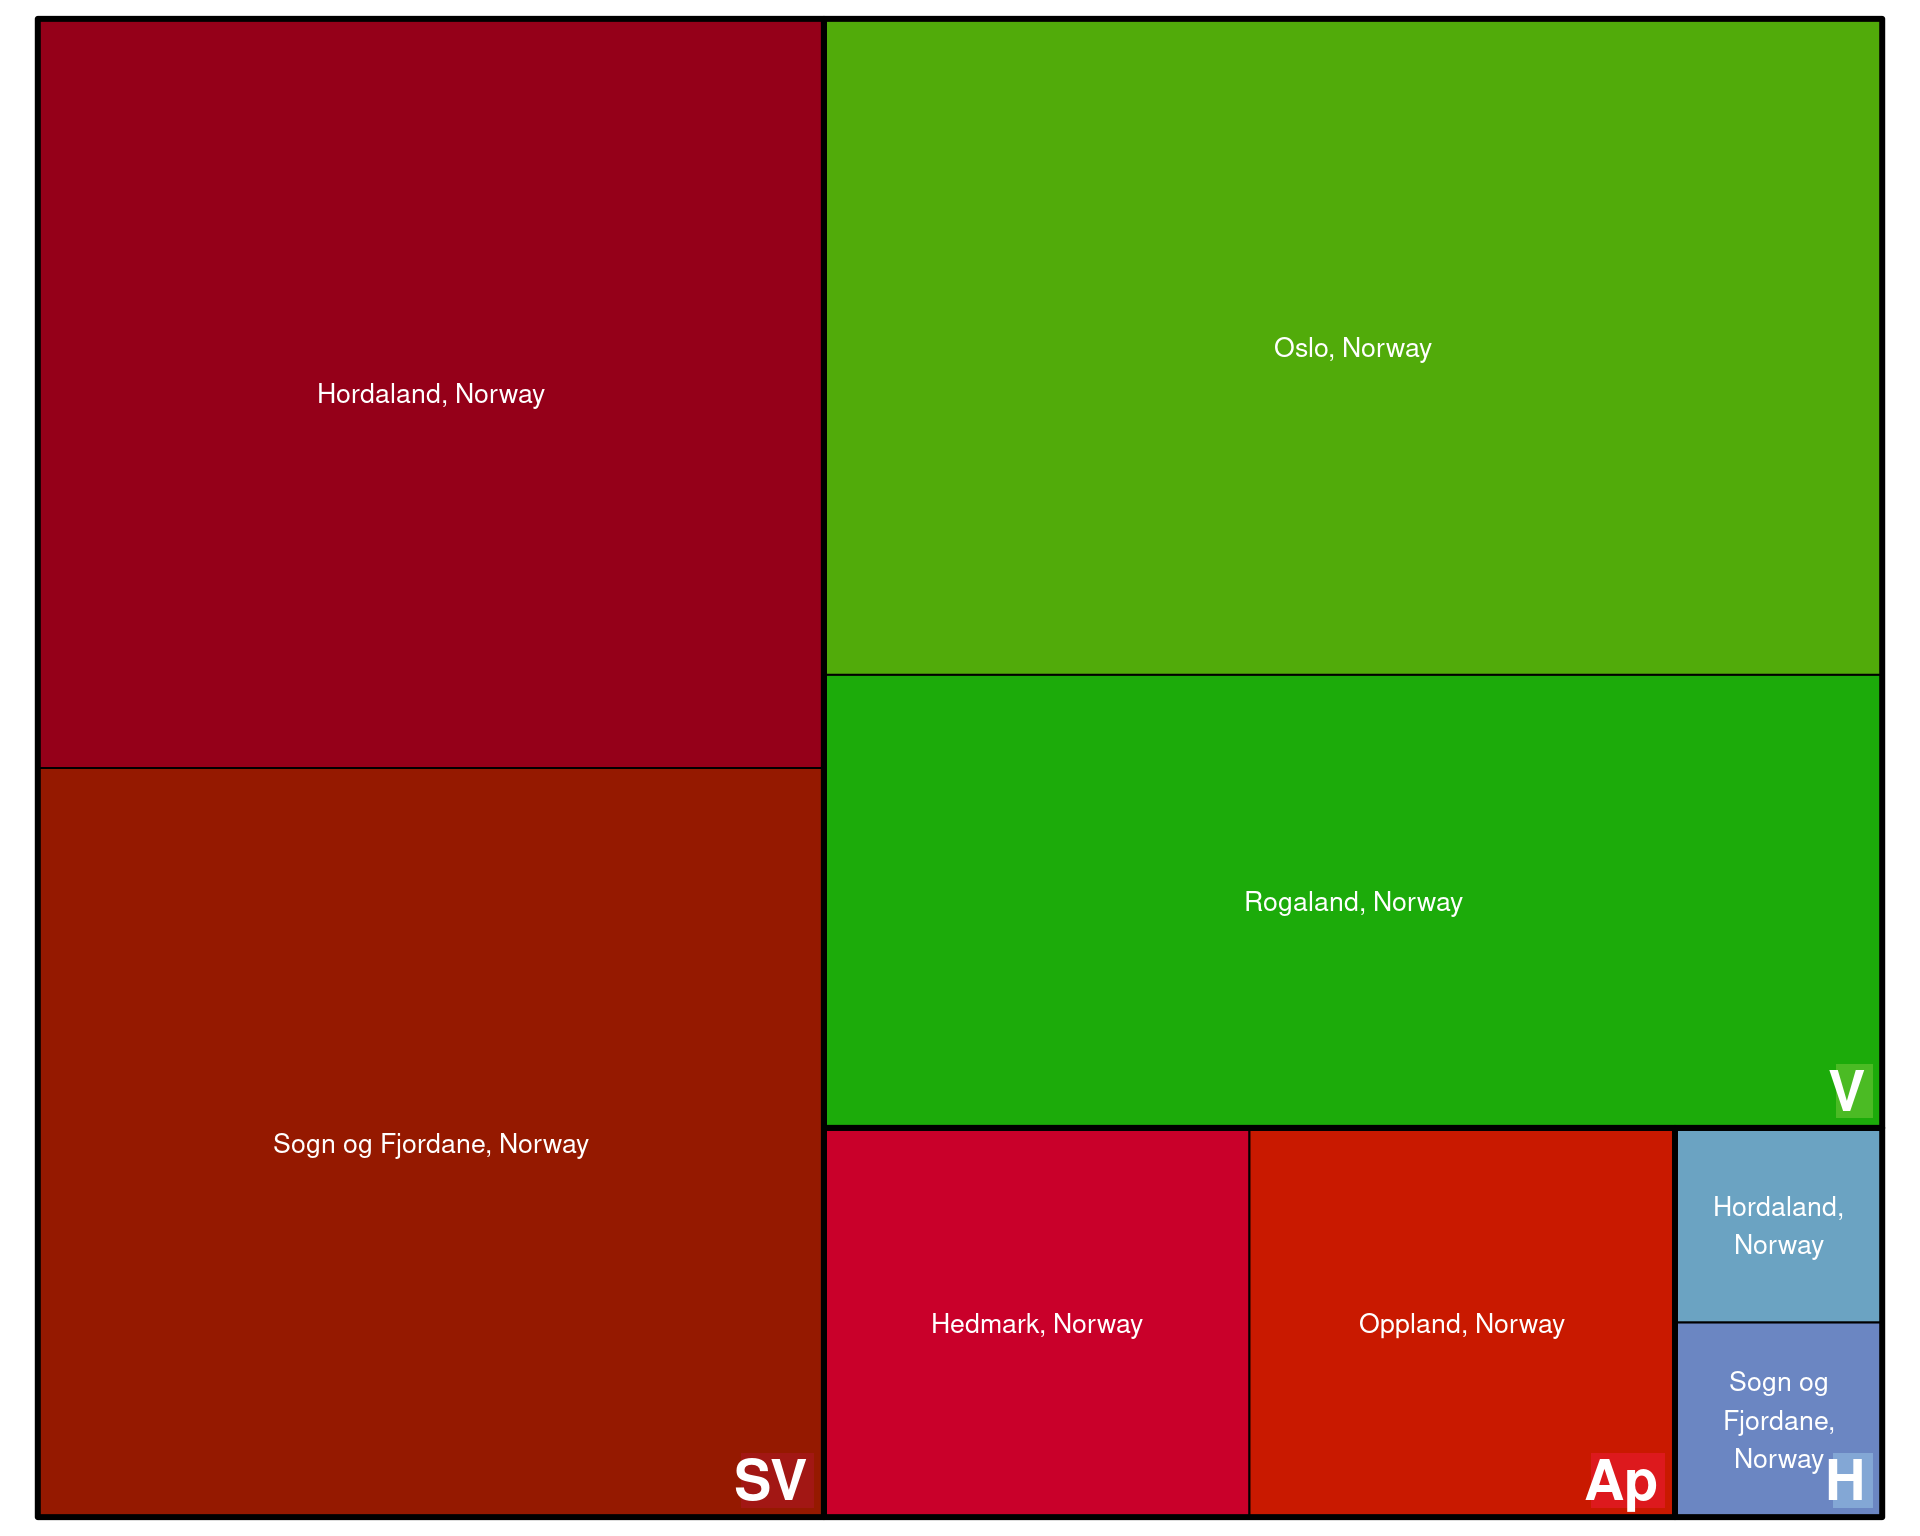 Hordaland, Norway
Sogn og Fjordane, Norway
SV
Oslo, Norway
Rogaland, Norway
V
Hedmark, Norway
Oppland, Norway
Ap
Hordaland,
Norway
Sogn og
Fjordane,
Norway
H